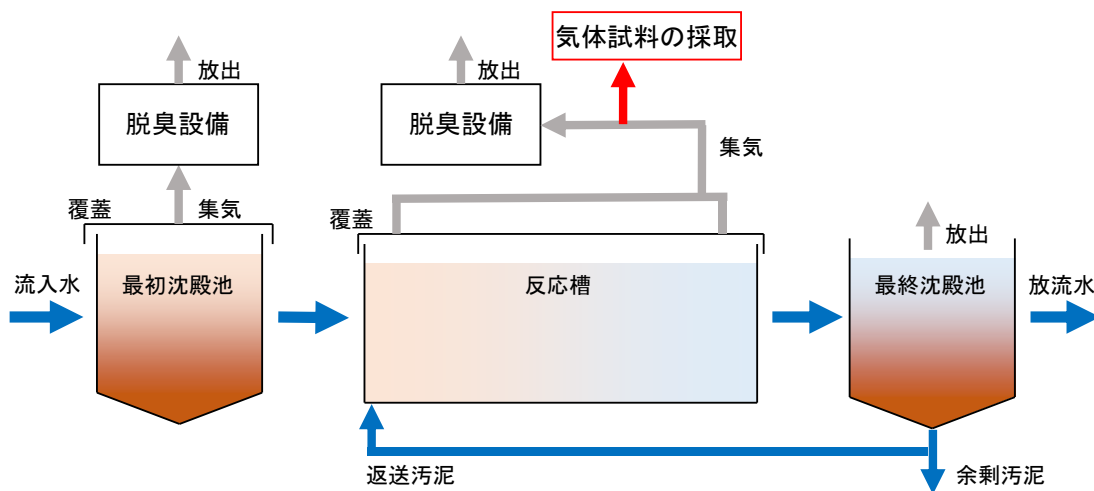 気体試料の採取
放出
放出
脱臭設備
脱臭設備
集気
覆蓋
集気
覆蓋
放出
流入水
最初沈殿池
反応槽
最終沈殿池
放流水
返送汚泥
余剰汚泥